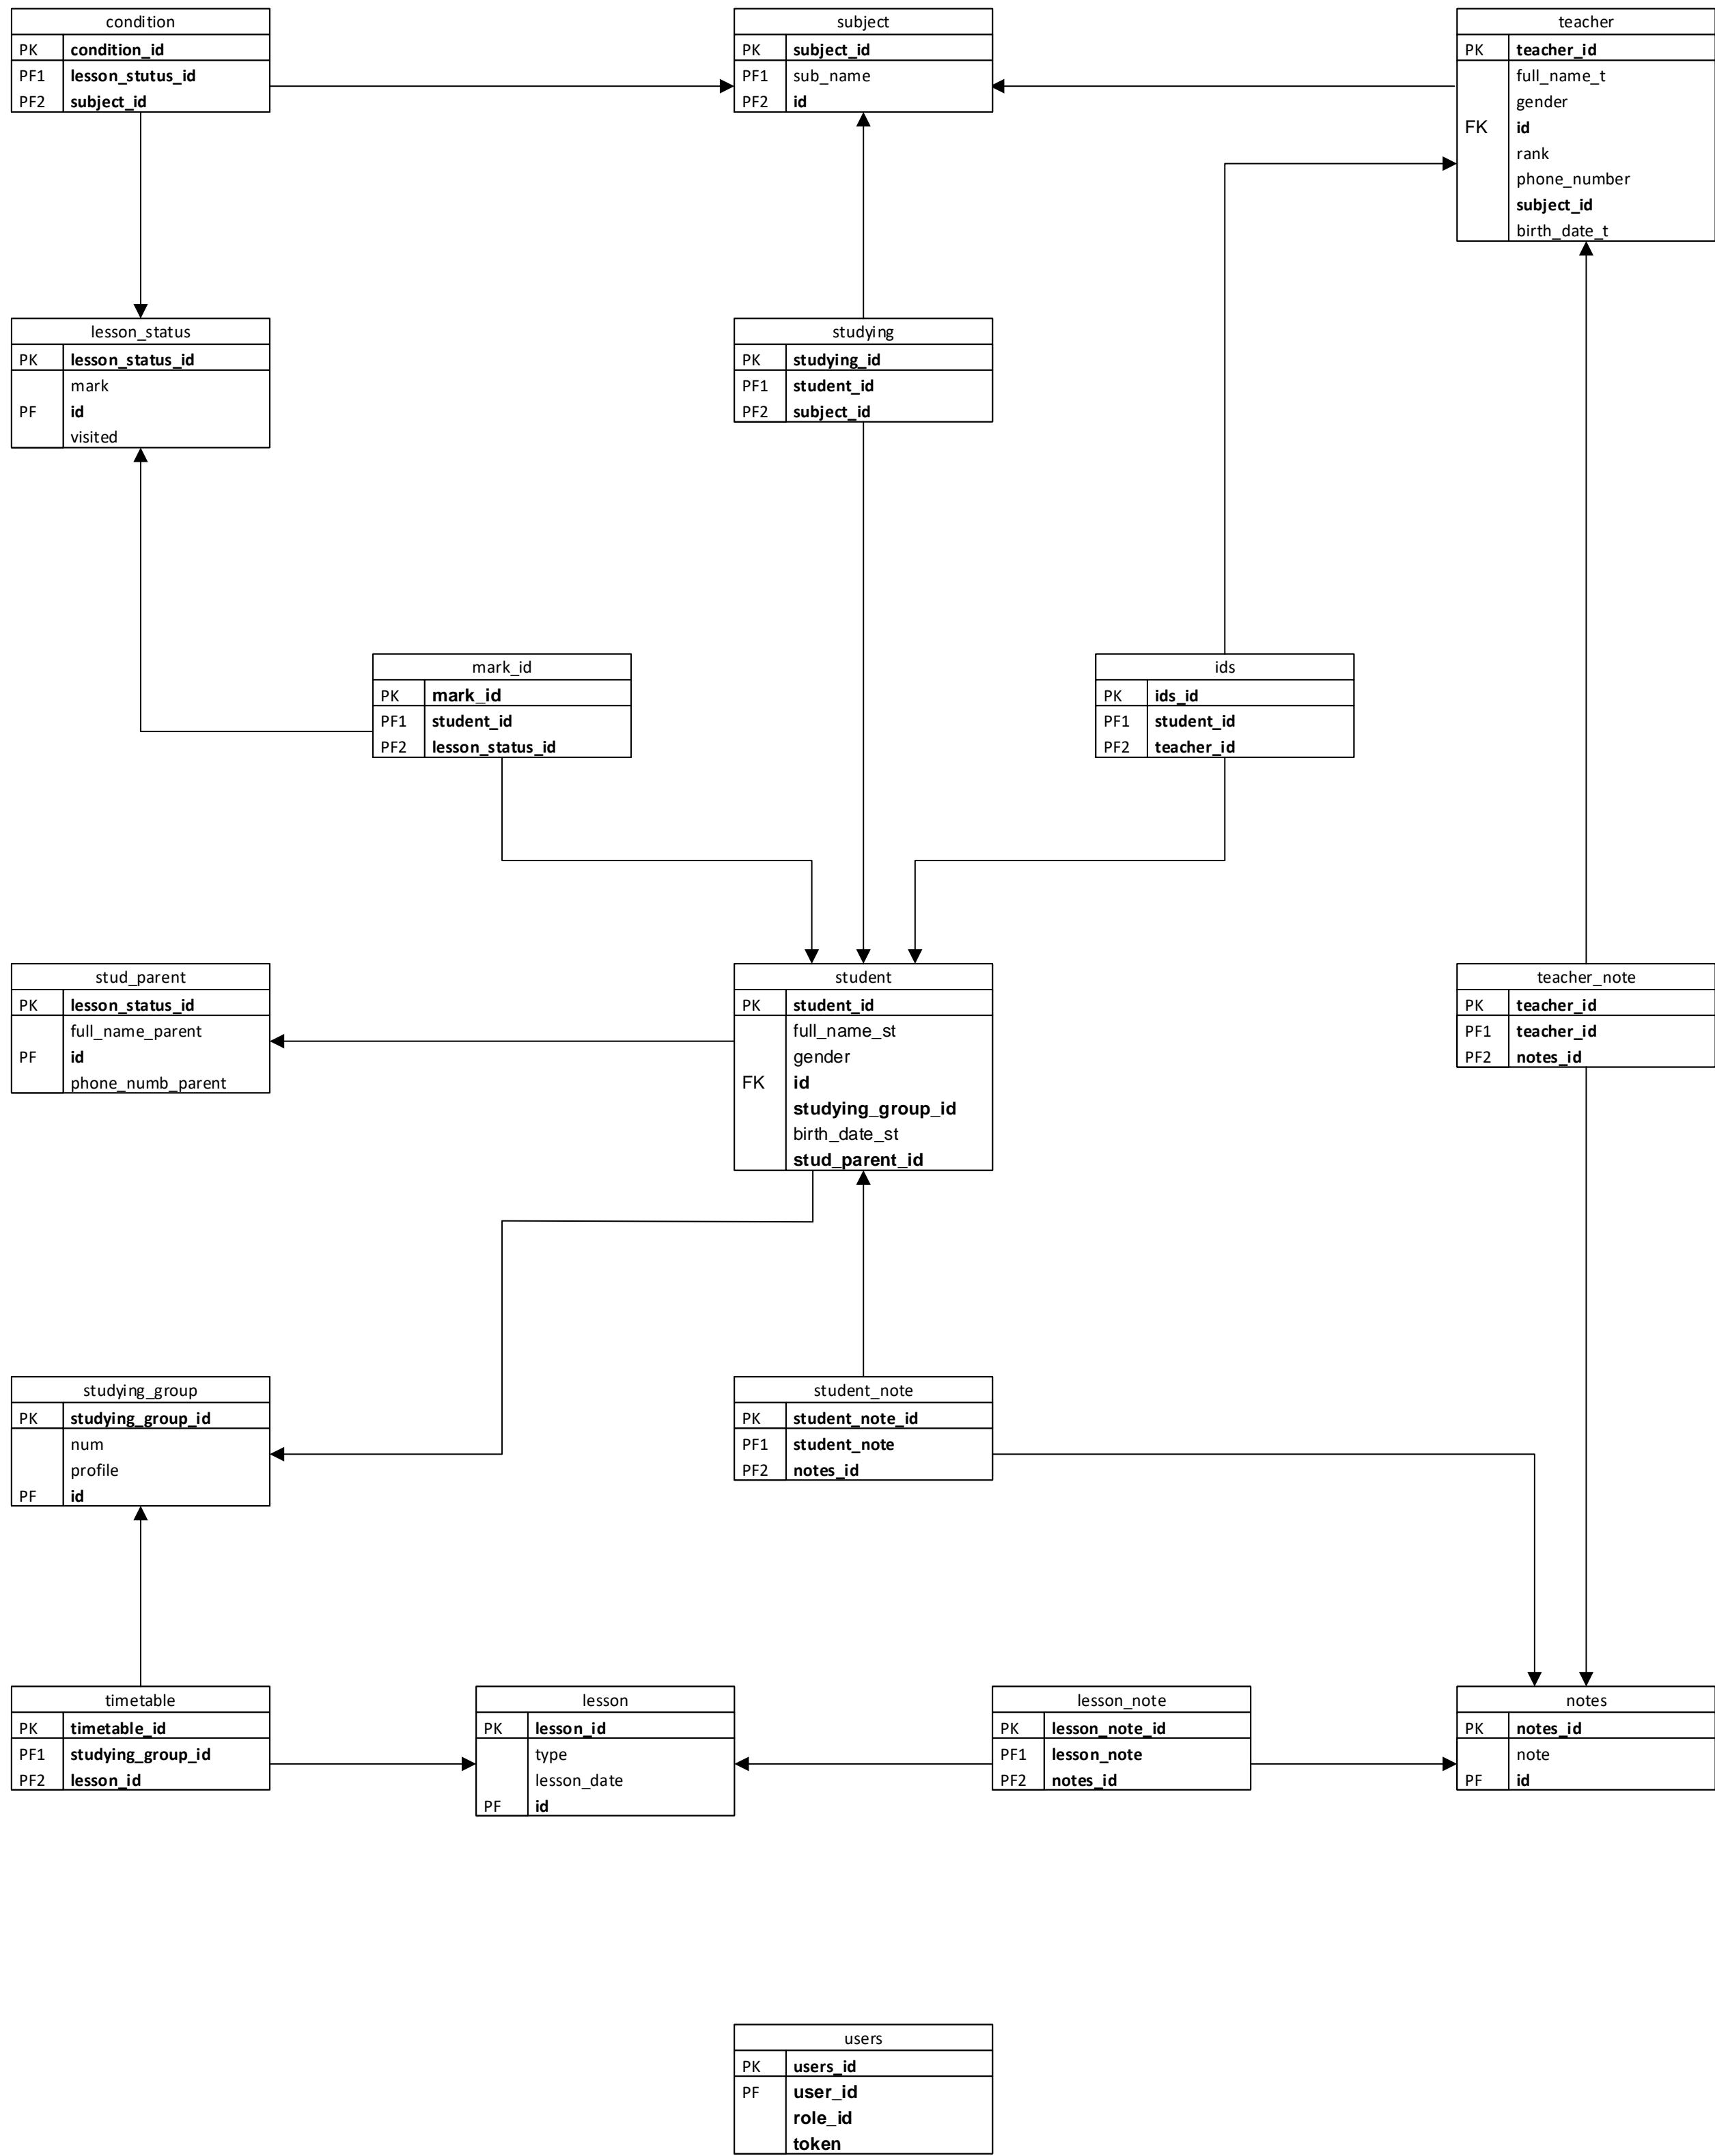 condition
PK condition_id
PF1 lesson_stutus_id
PF2 subject_id
subject
PK subject_id
PF1 sub_name
PF2 id
teacher
PK teacher_id
full_name_t
gender
FK id
rank
phone_number
subject_id
birth_date_t
lesson_status
PK lesson_status_id
mark
PF id
visited
studying
PK studying_id
PF1 student_id
PF2 subject_id
mark_id
PK mark_id
PF1 student_id
PF2 lesson_status_id
ids
PK ids_id
PF1 student_id
PF2 teacher_id
stud_parent
PK lesson_status_id
full_name_parent
PF id
phone_numb_parent
student
PK student_id
full_name_st
gender
FK id
studying_group_id
birth_date_st
stud_parent_id
teacher_note
PK teacher_id
PF1 teacher_id
PF2 notes_id
studying_group
PK studying_group_id
num
profile
PF id
student_note
PK student_note_id
PF1 student_note
PF2 notes_id
timetable
PK timetable_id
PF1 studying_group_id
PF2 lesson_id
lesson
PK lesson_id
type
lesson_date
PF id
lesson_note
PK lesson_note_id
PF1 lesson_note
PF2 notes_id
notes
PK notes_id
note
PF id
users
PK users_id
PF user_id
role_id
token